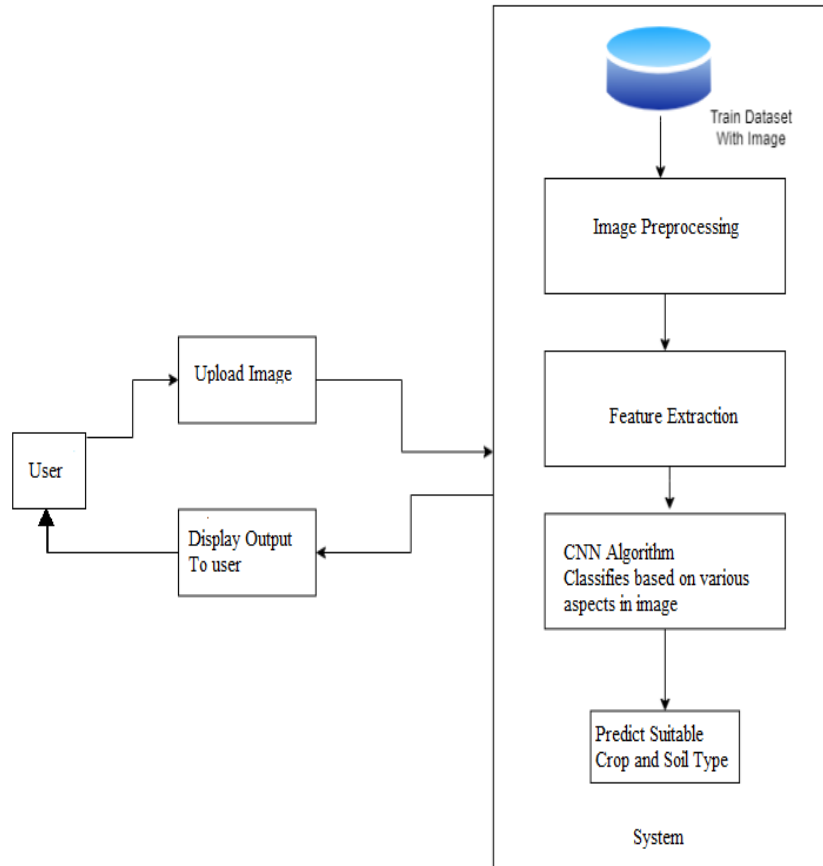 Train Dataset
With Image
Image Preprocessing
Upload Image
Feature Extraction
User
Display Output
To user
CNN Algorithm
Classifies based on various
aspects in image
Predict Suitable
Crop and Soil Type
System